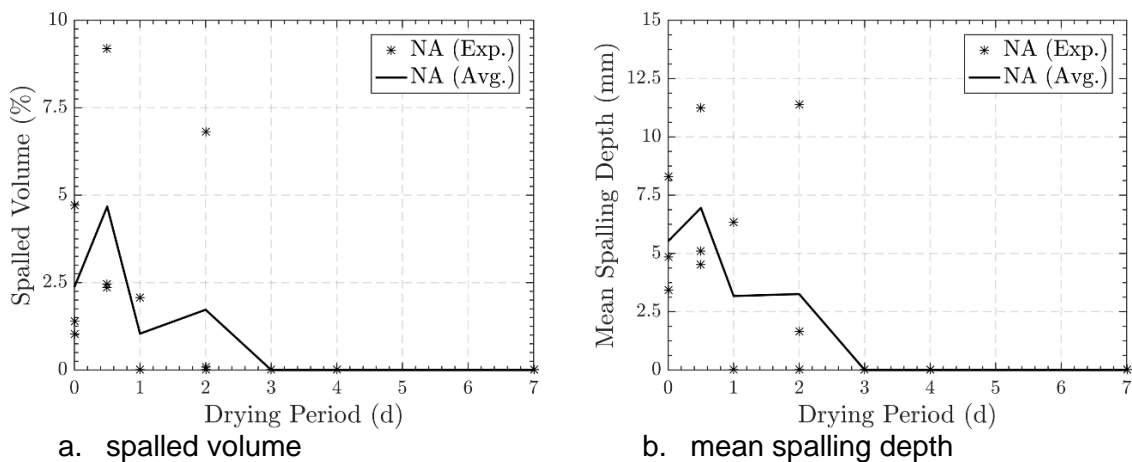 10
7.5
5
2.5
0
Spalled Volume (%)
NA (Exp.)
NA (Avg.)
0 1 2 3 4 5 6 7
Drying Period (d)
a. spalled volume
15
12.5
10
7.5
5
2.5
0
Mean Spalling Depth (mm)
NA (Exp.)
NA (Avg.)
0 1 2 3 4 5 6 7
Drying Period (d)
b. mean spalling depth